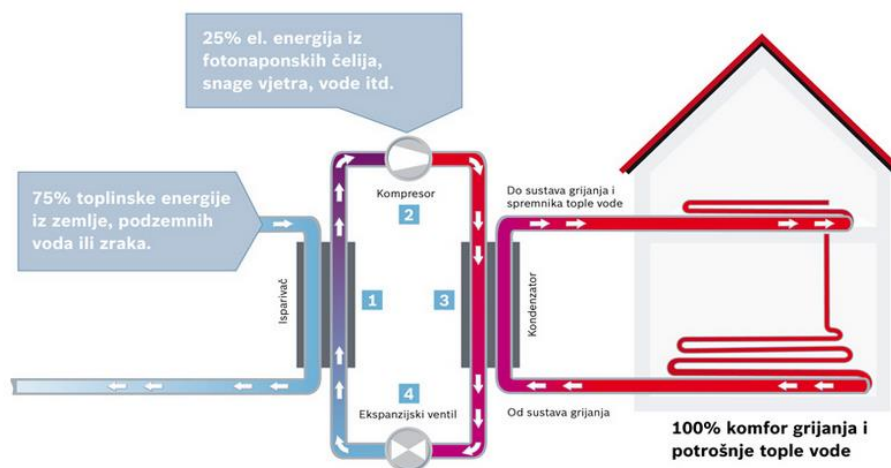 25% el. energija iz
fotonaponskih čelija,
snage vjetra, vode itd.
75% toplinske energije
iz zemlje, podzemnih
voda ili zraka.
Kompresor
2
Do sustava grijanja i
spremnika tople vode
Isparivač
1
3
Kondenzator
4
Ekspanzijski ventil
Od sustava grijanja
100% komfor grijanja i
potrošnje tople vode